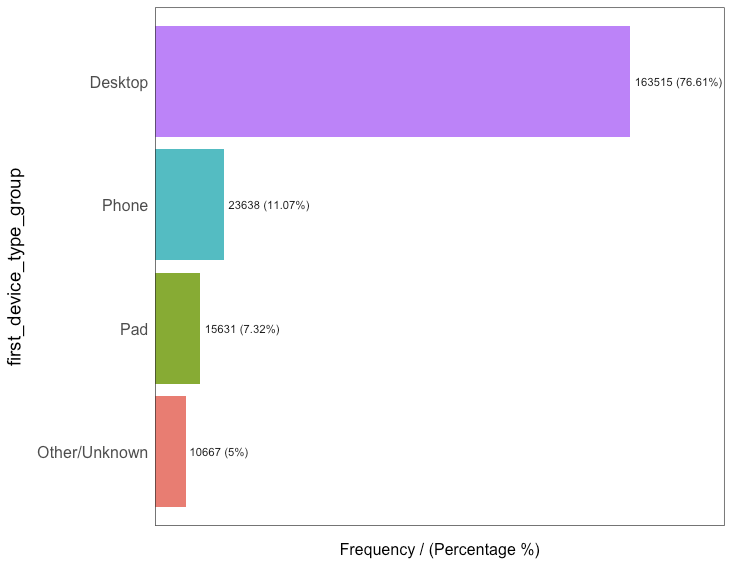 first_device_type_group
Desktop
163515 (76.61%)
Phone
23638 (11.07%)
Pad
15631 (7.32%)
Other/Unknown
10667 (5%)
Frequency / (Percentage %)